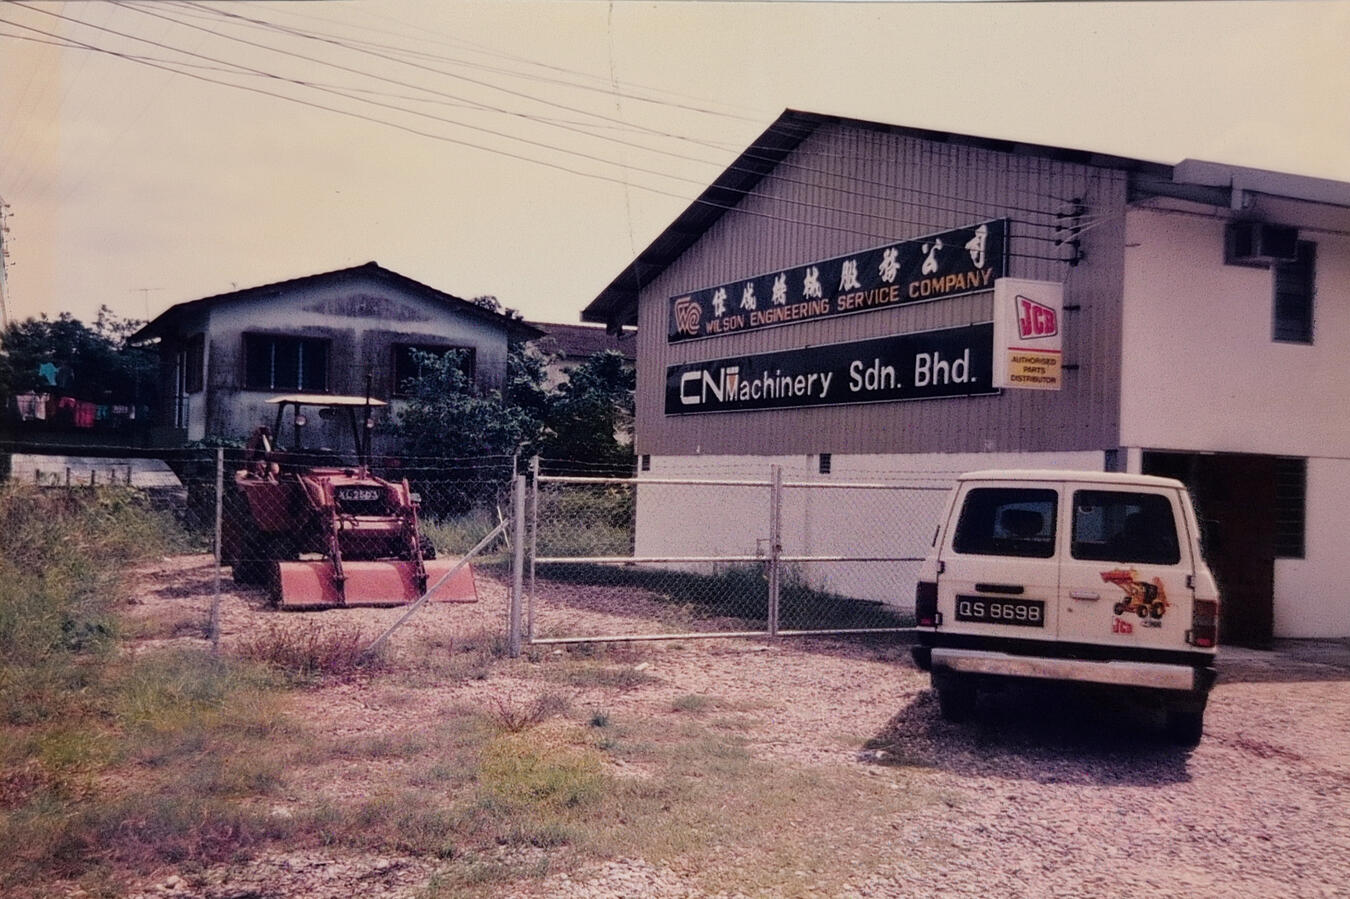 偉成機械服務公司
WILSON ENGINEERING SERVICE COMPANY
CN Machinery Sdn. Bhd.
JCB
AUTHORISED
PARTS
DISTRIBUTOR
QS 8698
JCB